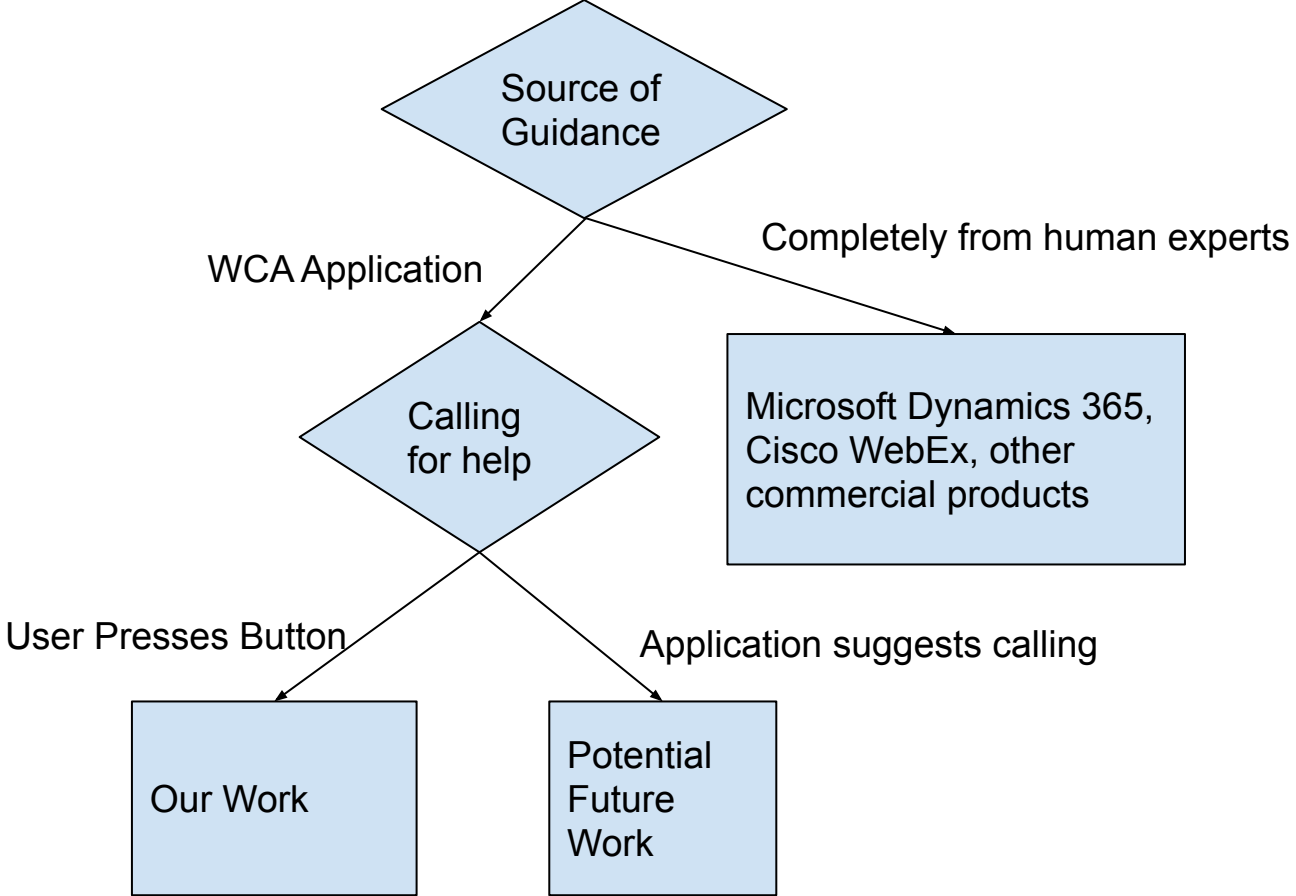 Source of
Guidance
Completely from human experts
WCA Application
Calling
for help
Microsoft Dynamics 365,
Cisco WebEx, other
commercial products
User Presses Button
Application suggests calling
Our Work
Potential
Future
Work